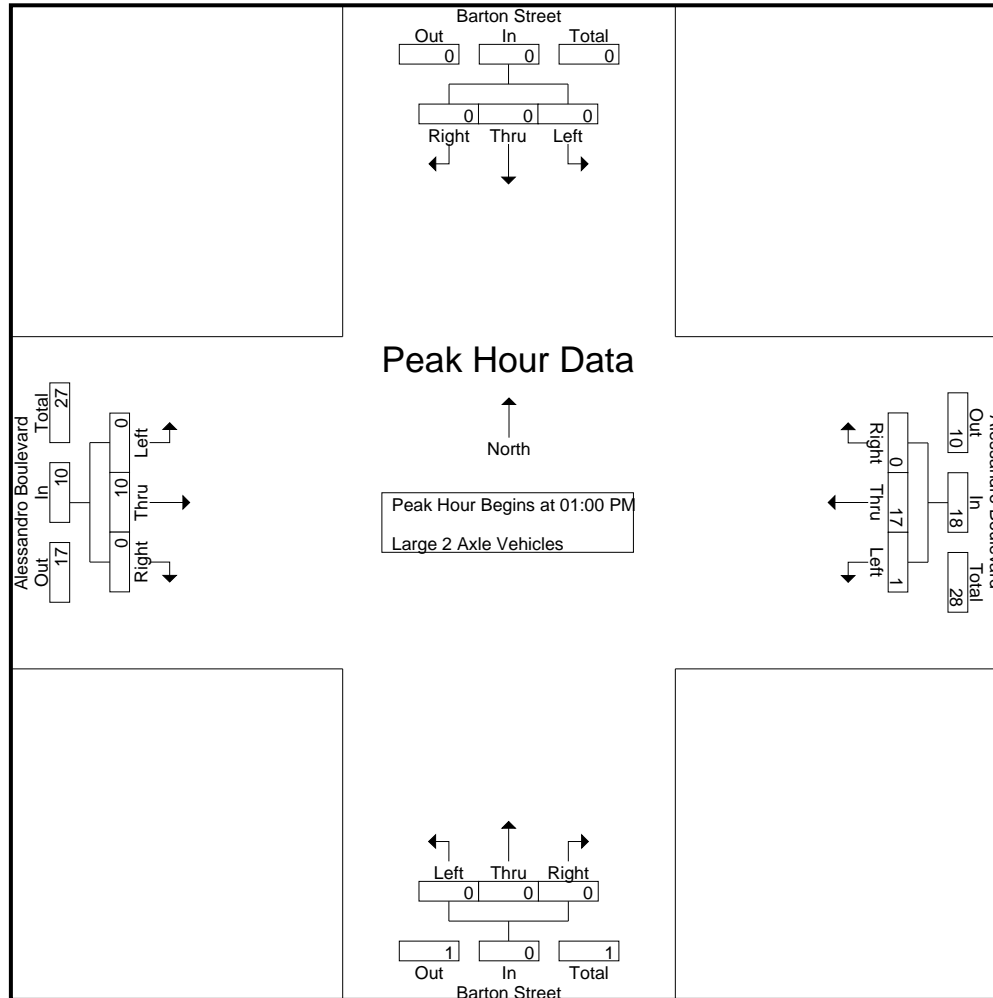 Barton Street
Out In Total
0 0 0
0 0 0
Right Thru Left
Peak Hour Data
North
Peak Hour Begins at 01:00 PM
Large 2 Axle Vehicles
Alessandro Boulevard
Out In Total
17 10 27
0 10 0
Left Thru Right
Out In Total
10 18 28
0 17 1
Right Thru Left
Left Thru Right
0 0 0
1 0 1
Out In Total
Barton Street